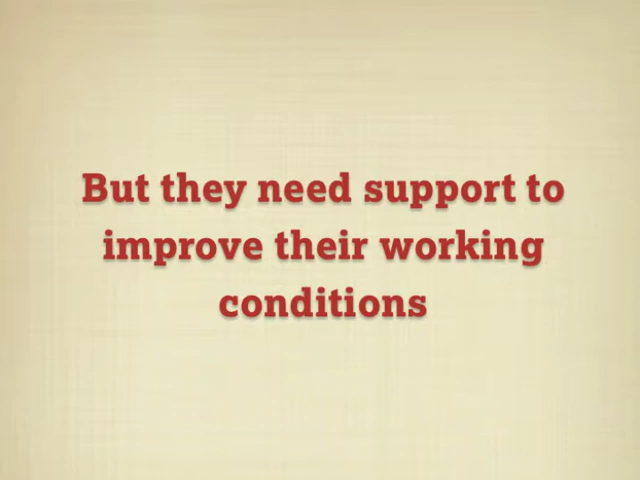 But they need support to
improve their working
conditions